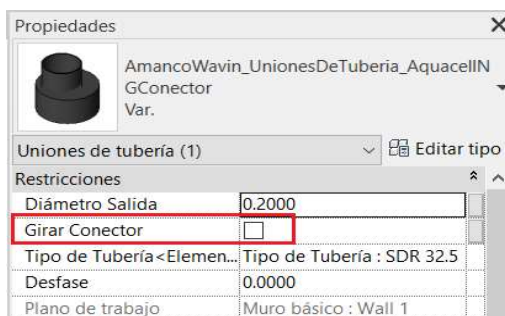 Propiedades
AmancoWavin_UnionesDeTuberia_AquacellIN
GConector
Var.
Uniones de tubería (1)
Editar tipo
Restricciones
Diámetro Salida 0.2000
Girar Conector
Tipo de Tubería<Elemen... Tipo de Tubería : SDR 32.5
Desfase 0.0000
Plano de trabajo Muro básico : Wall 1